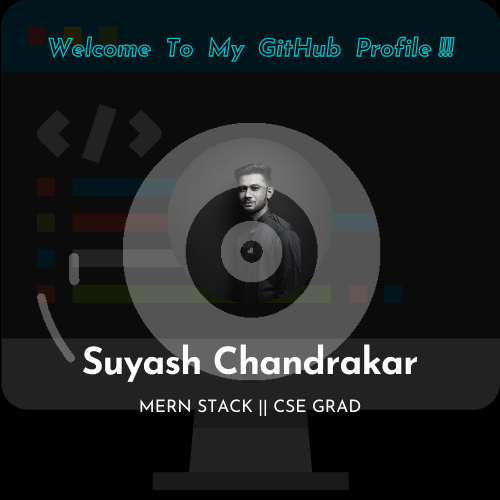 Welcome To My GitHub Profile !!!
</>
Suyash Chandrakar
MERN STACK || CSE GRAD